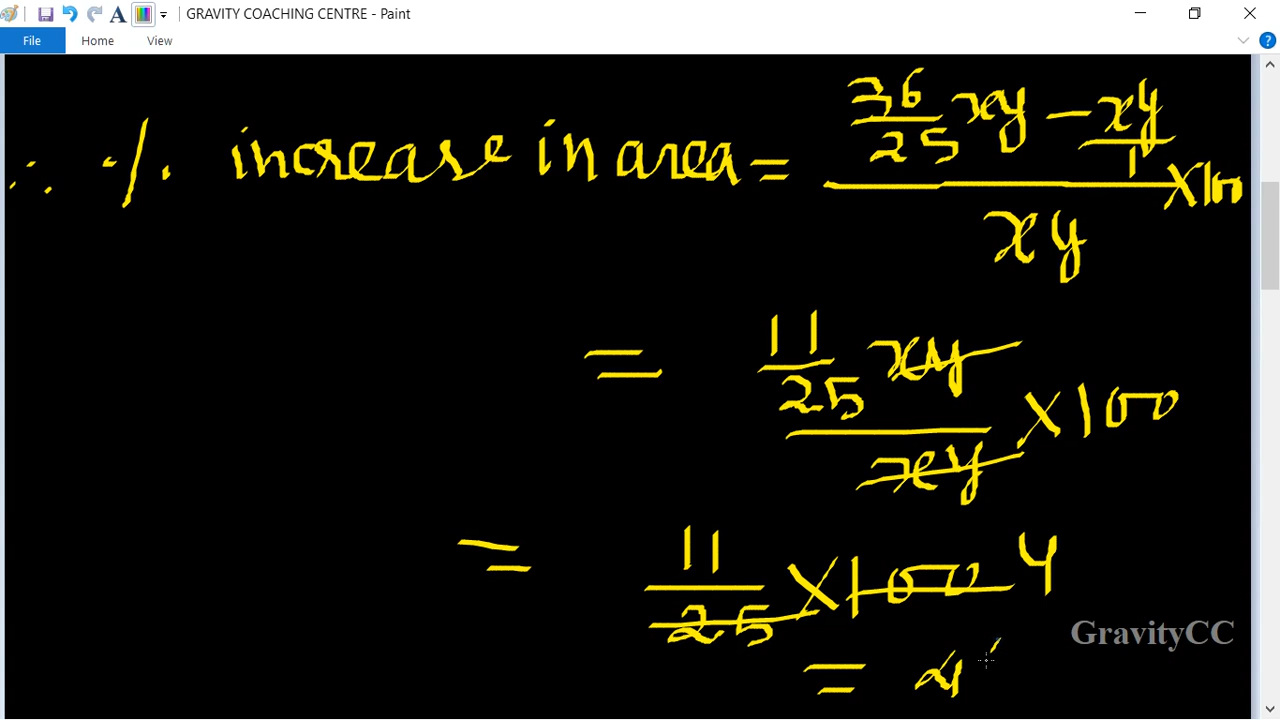 GRAVITY COACHING CENTRE - Paint
File Home View
∴ % increase in area = (36/25 xy - xy/1)/xy × 100
= (11/25 xy)/xy × 100
= 11/25 × 100 4
GravityCC
= 4